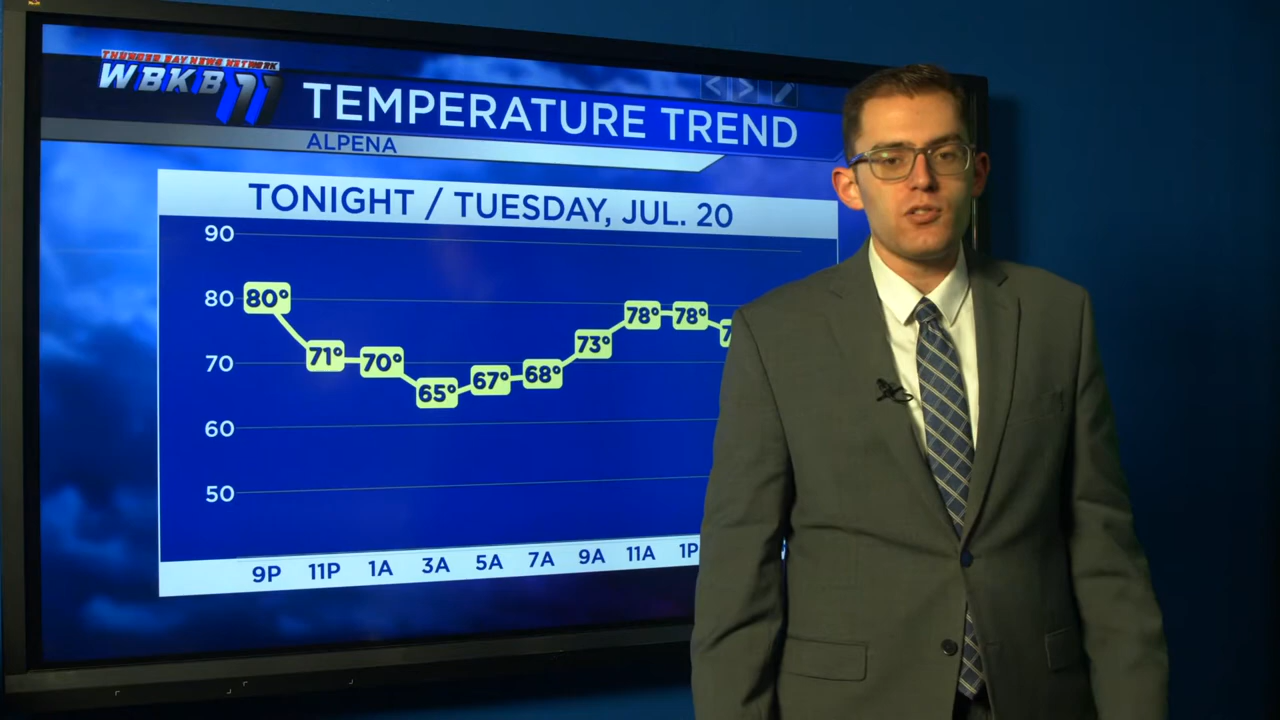 THUNDER BAY NEWS NETWORK
WBKB 11
TEMPERATURE TREND
ALPENA
TONIGHT / TUESDAY, JUL. 20
90
80
70
60
50
80° 71° 70° 65° 67° 68° 73° 78° 78° 7
9P 11P 1A 3A 5A 7A 9A 11A 1P